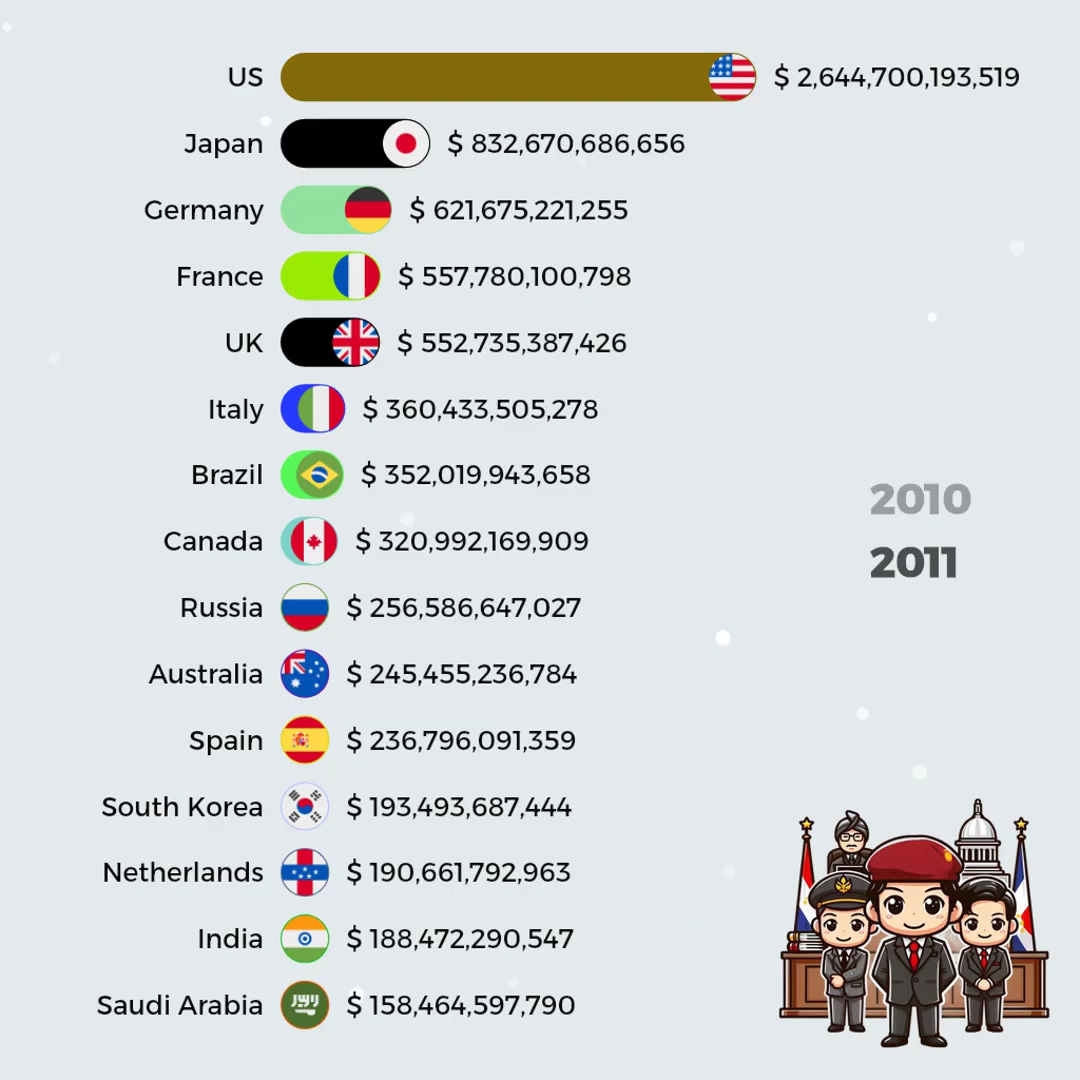 US $ 2,644,700,193,519
Japan $ 832,670,686,656
Germany $ 621,675,221,255
France $ 557,780,100,798
UK $ 552,735,387,426
Italy $ 360,433,505,278
Brazil $ 352,019,943,658
Canada $ 320,992,169,909
Russia $ 256,586,647,027
Australia $ 245,455,236,784
Spain $ 236,796,091,359
South Korea $ 193,493,687,444
Netherlands $ 190,661,792,963
India $ 188,472,290,547
Saudi Arabia $ 158,464,597,790
2010
2011